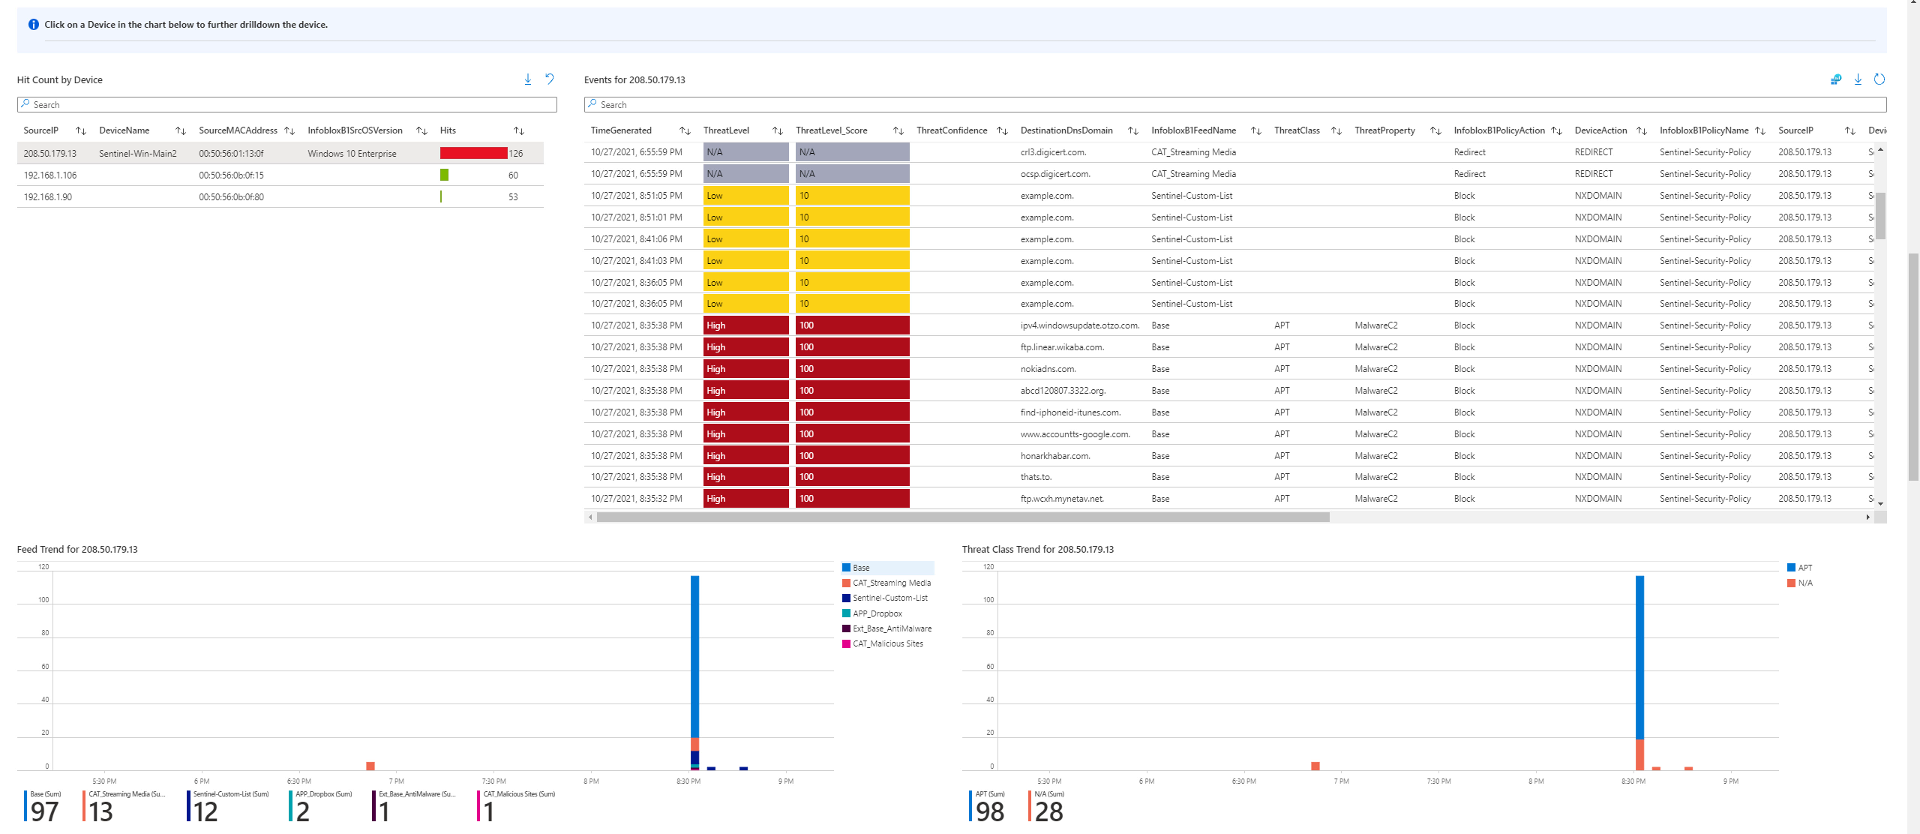 Click on a Device in the chart below to further drilldown the device.
Hit Count by Device
Search
SourceIP DeviceName SourceMACAddress InfobloxB1SrcOSVersion Hits
208.50.179.13 Sentinel-Win-Main2 00:50:56:01:13:0f Windows 10 Enterprise 126
192.168.1.106 00:50:56:0b:0f:15 60
192.168.1.90 00:50:56:0b:0f:80 53
Events for 208.50.179.13
Search
TimeGenerated ThreatLevel ThreatLevel_Score ThreatConfidence DestinationDnsDomain InfobloxB1FeedName ThreatClass ThreatProperty InfobloxB1PolicyAction DeviceAction InfobloxB1PolicyName SourceIP Devi
10/27/2021, 6:55:59 PM N/A N/A crl3.digicert.com. CAT_Streaming Media Redirect REDIRECT Sentinel-Security-Policy 208.50.179.13 S
10/27/2021, 6:55:59 PM N/A N/A ocsp.digicert.com. CAT_Streaming Media Redirect REDIRECT Sentinel-Security-Policy 208.50.179.13 S
10/27/2021, 8:51:05 PM Low 10 example.com. Sentinel-Custom-List Block NXDOMAIN Sentinel-Security-Policy 208.50.179.13 S
10/27/2021, 8:51:01 PM Low 10 example.com. Sentinel-Custom-List Block NXDOMAIN Sentinel-Security-Policy 208.50.179.13 S
10/27/2021, 8:41:06 PM Low 10 example.com. Sentinel-Custom-List Block NXDOMAIN Sentinel-Security-Policy 208.50.179.13 S
10/27/2021, 8:41:03 PM Low 10 example.com. Sentinel-Custom-List Block NXDOMAIN Sentinel-Security-Policy 208.50.179.13 S
10/27/2021, 8:36:05 PM Low 10 example.com. Sentinel-Custom-List Block NXDOMAIN Sentinel-Security-Policy 208.50.179.13 S
10/27/2021, 8:36:05 PM Low 10 example.com. Sentinel-Custom-List Block NXDOMAIN Sentinel-Security-Policy 208.50.179.13 S
10/27/2021, 8:35:38 PM High 100 ipv4.windowsupdate.otzo.com. Base APT MalwareC2 Block NXDOMAIN Sentinel-Security-Policy 208.50.179.13 S
10/27/2021, 8:35:38 PM High 100 ftp.linear.wikaba.com. Base APT MalwareC2 Block NXDOMAIN Sentinel-Security-Policy 208.50.179.13 S
10/27/2021, 8:35:38 PM High 100 nokiadns.com. Base APT MalwareC2 Block NXDOMAIN Sentinel-Security-Policy 208.50.179.13 S
10/27/2021, 8:35:38 PM High 100 abcd120807.3322.org. Base APT MalwareC2 Block NXDOMAIN Sentinel-Security-Policy 208.50.179.13 S
10/27/2021, 8:35:38 PM High 100 find-iphoneid-itunes.com. Base APT MalwareC2 Block NXDOMAIN Sentinel-Security-Policy 208.50.179.13 S
10/27/2021, 8:35:38 PM High 100 www.accountts-google.com. Base APT MalwareC2 Block NXDOMAIN Sentinel-Security-Policy 208.50.179.13 S
10/27/2021, 8:35:38 PM High 100 honarkhabar.com. Base APT MalwareC2 Block NXDOMAIN Sentinel-Security-Policy 208.50.179.13 S
10/27/2021, 8:35:38 PM High 100 thats.to. Base APT MalwareC2 Block NXDOMAIN Sentinel-Security-Policy 208.50.179.13 S
10/27/2021, 8:35:32 PM High 100 ftp.wcxh.mynetav.net. Base APT MalwareC2 Block NXDOMAIN Sentinel-Security-Policy 208.50.179.13 S
Feed Trend for 208.50.179.13
120
100
80
60
40
20
0
5:30 PM 6 PM 6:30 PM 7 PM 7:30 PM 8 PM 8:30 PM 9 PM
Base
CAT_Streaming Media
Sentinel-Custom-List
APP_Dropbox
Ext_Base_AntiMalware
CAT_Malicious Sites
Base (Sum) CAT_Streaming Media (Su... Sentinel-Custom-List (Sum) APP_Dropbox (Sum) Ext_Base_AntiMalware (Su... CAT_Malicious Sites (Sum)
97 13 12 2 1 1
Threat Class Trend for 208.50.179.13
120
100
80
60
40
20
0
5:30 PM 6 PM 6:30 PM 7 PM 7:30 PM 8 PM 8:30 PM 9 PM
APT
N/A
APT (Sum) N/A (Sum)
98 28